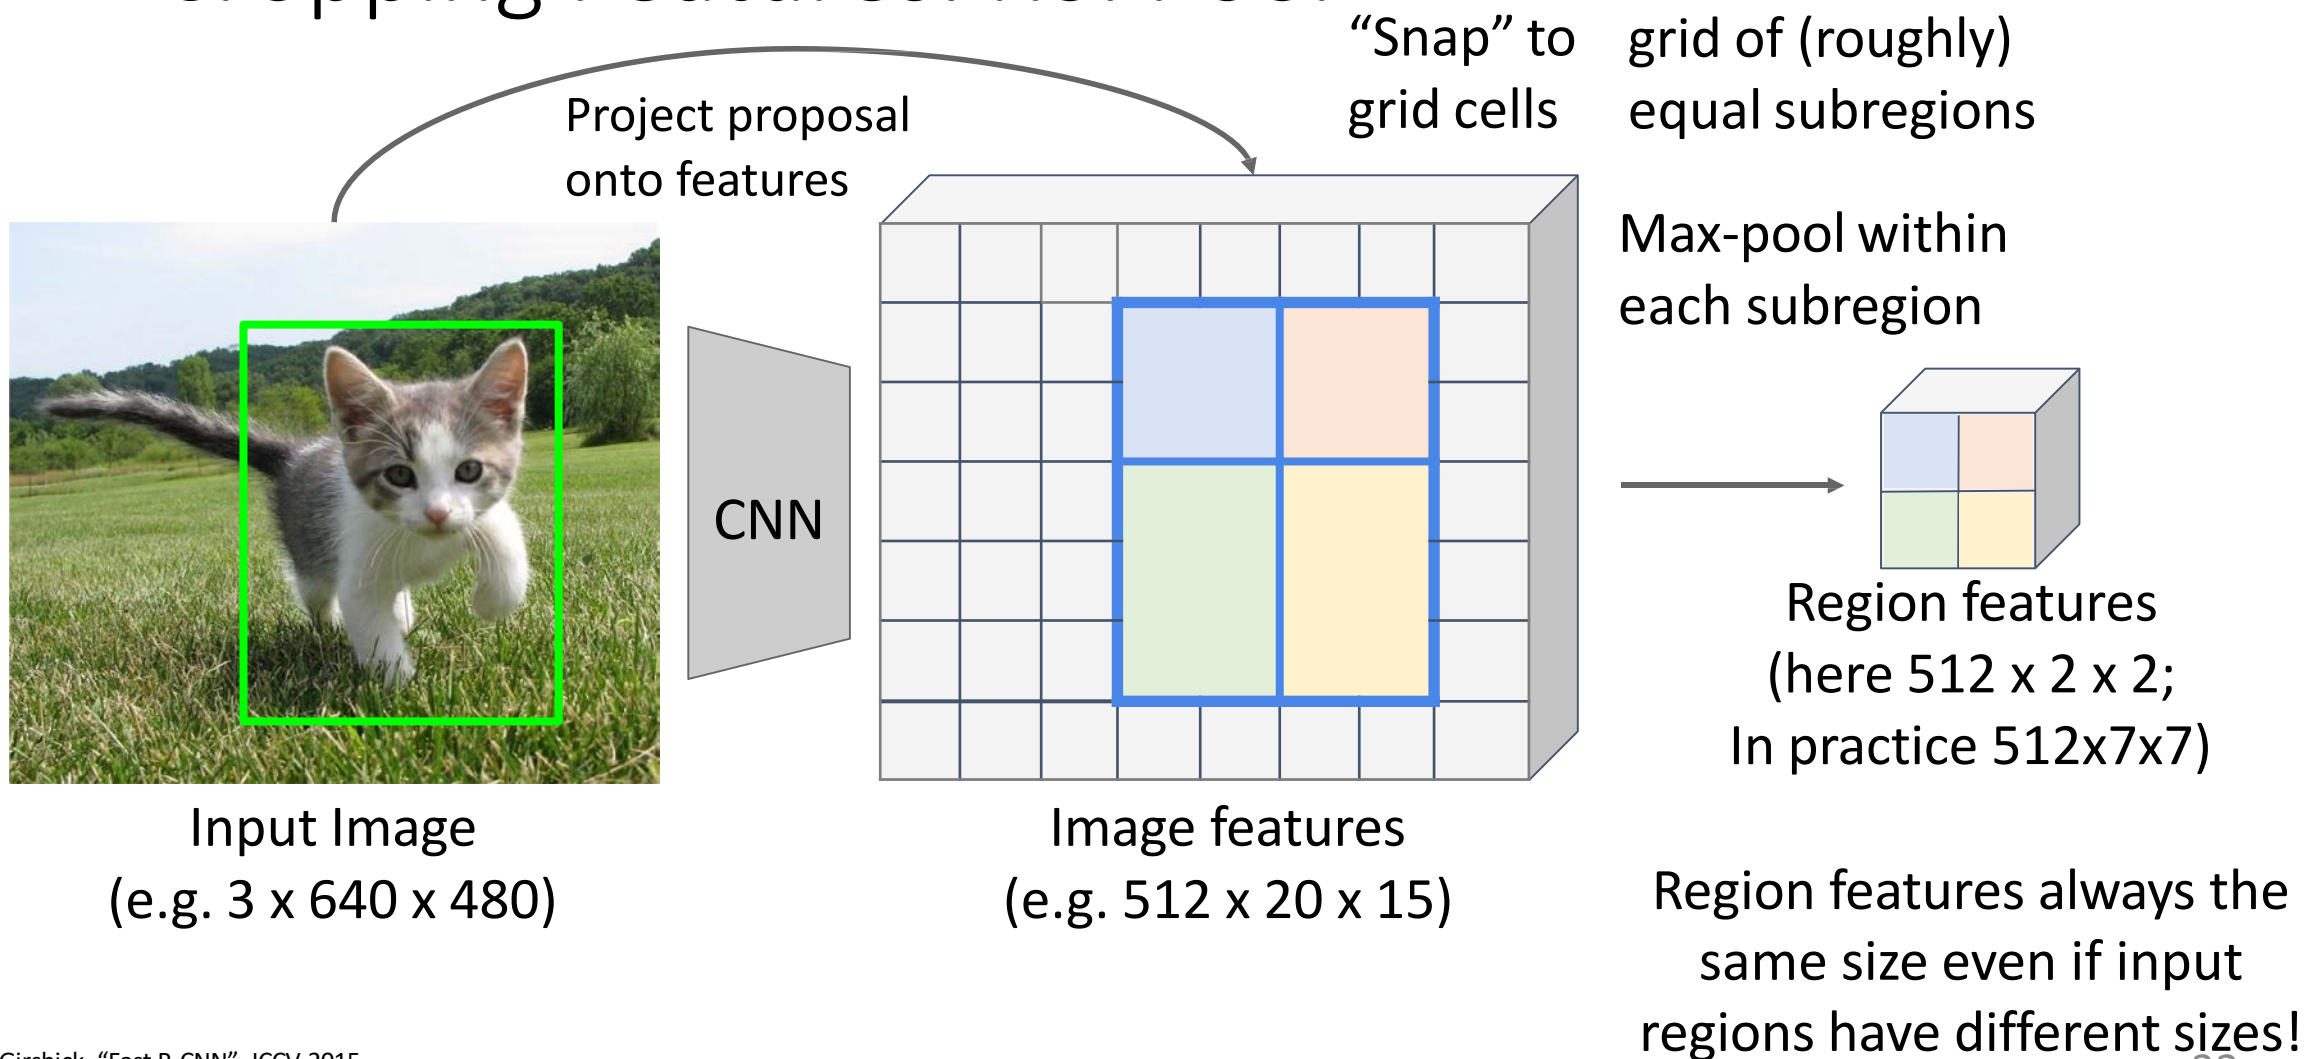 “Snap” to
grid cells
grid of (roughly)
equal subregions
Project proposal
onto features
Max-pool within
each subregion
CNN
Region features
(here 512 x 2 x 2;
In practice 512x7x7)
Input Image
(e.g. 3 x 640 x 480)
Image features
(e.g. 512 x 20 x 15)
Region features always the
same size even if input
regions have different sizes!